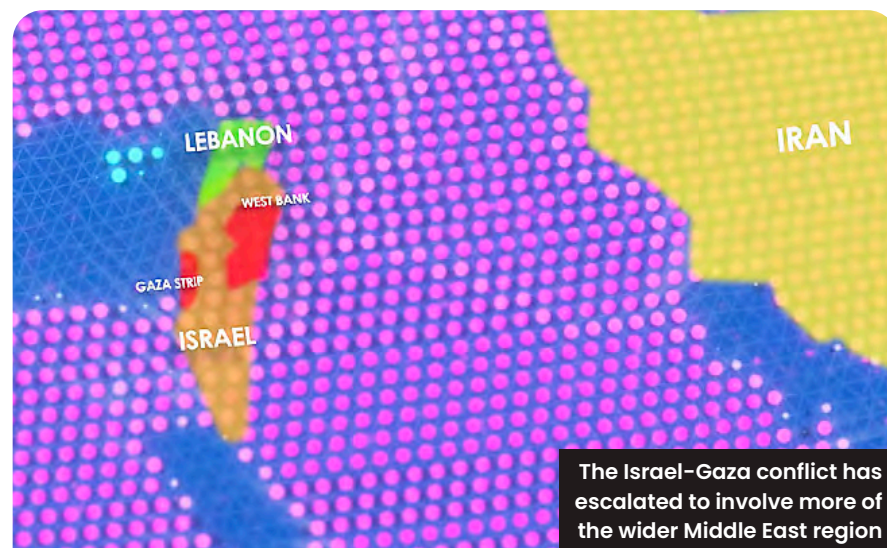 LEBANON
IRAN
WEST BANK
GAZA STRIP
ISRAEL
The Israel-Gaza conflict has
escalated to involve more of
the wider Middle East region